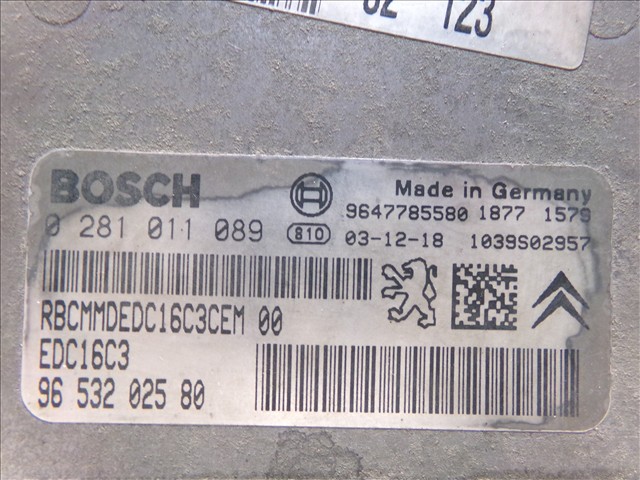 123
BOSCH
Made in Germany
9647785580 1877 1579
0 281 011 089 810 03-12-18 1039S02957
RBCMMDEDC16C3CEM 00
EDC16C3
96 532 025 80